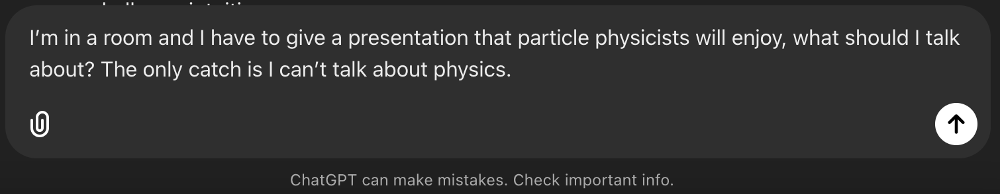 I’m in a room and I have to give a presentation that particle physicists will enjoy, what should I talk
about? The only catch is I can’t talk about physics.
ChatGPT can make mistakes. Check important info.